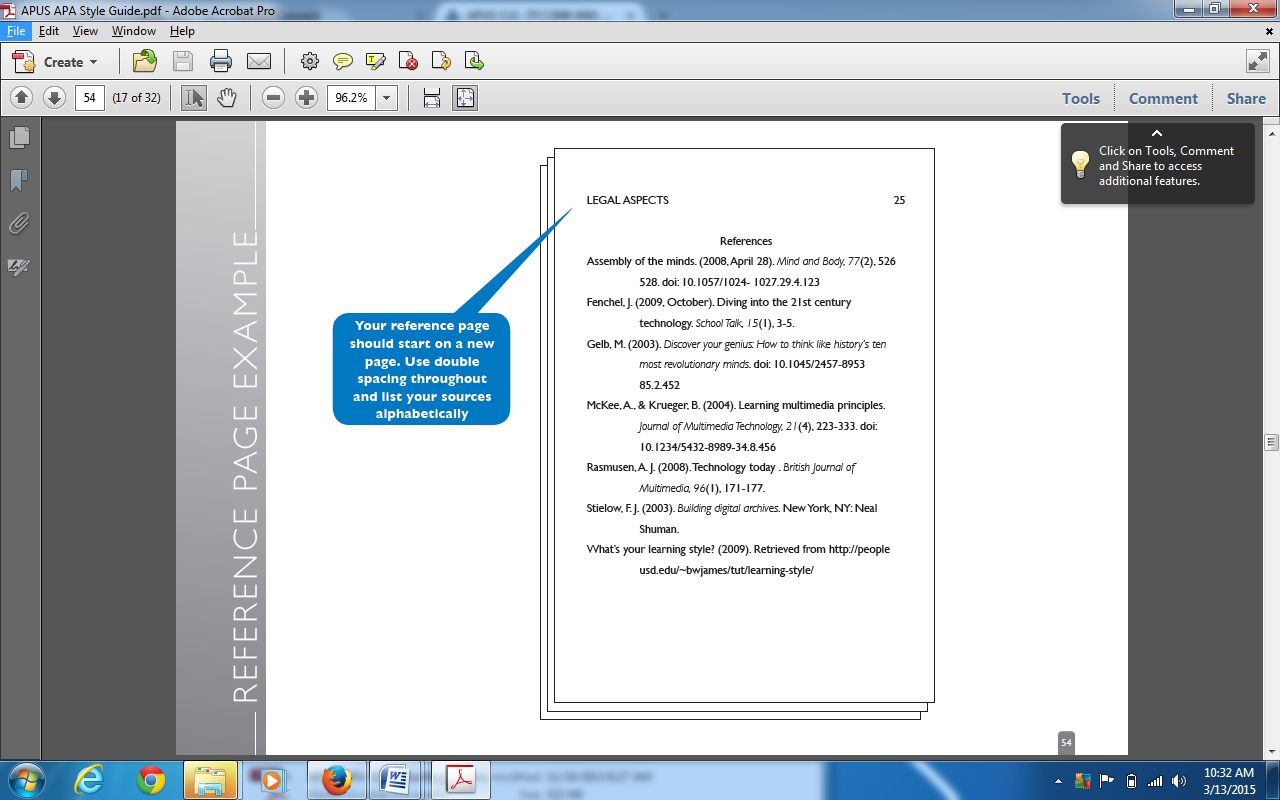 APUS APA Style Guide.pdf - Adobe Acrobat Pro
File Edit View Window Help
Create
54 (17 of 32) 96.2% Tools Comment Share
Click on Tools, Comment
and Share to access
additional features.
REFERENCE PAGE EXAMPLE
LEGAL ASPECTS 25
References
Assembly of the minds. (2008, April 28). Mind and Body, 77(2), 526
528. doi: 10.1057/1024- 1027.29.4.123
Fenchel, J. (2009, October). Diving into the 21st century
technology. School Talk, 15(1), 3-5.
Gelb, M. (2003). Discover your genius: How to think like history's ten
most revolutionary minds. doi: 10.1045/2457-8953
85.2.452
McKee, A., & Krueger, B. (2004). Learning multimedia principles.
Journal of Multimedia Technology, 21(4), 223-333. doi:
10.1234/5432-8989-34.8.456
Rasmusen, A. J. (2008). Technology today . British Journal of
Multimedia, 96(1), 171-177.
Stielow, F. J. (2003). Building digital archives. New York, NY: Neal
Shuman.
What's your learning style? (2009). Retrieved from http://people
usd.edu/~bwjames/tut/learning-style/
Your reference page
should start on a new
page. Use double
spacing throughout
and list your sources
alphabetically
54
10:32 AM
3/13/2015